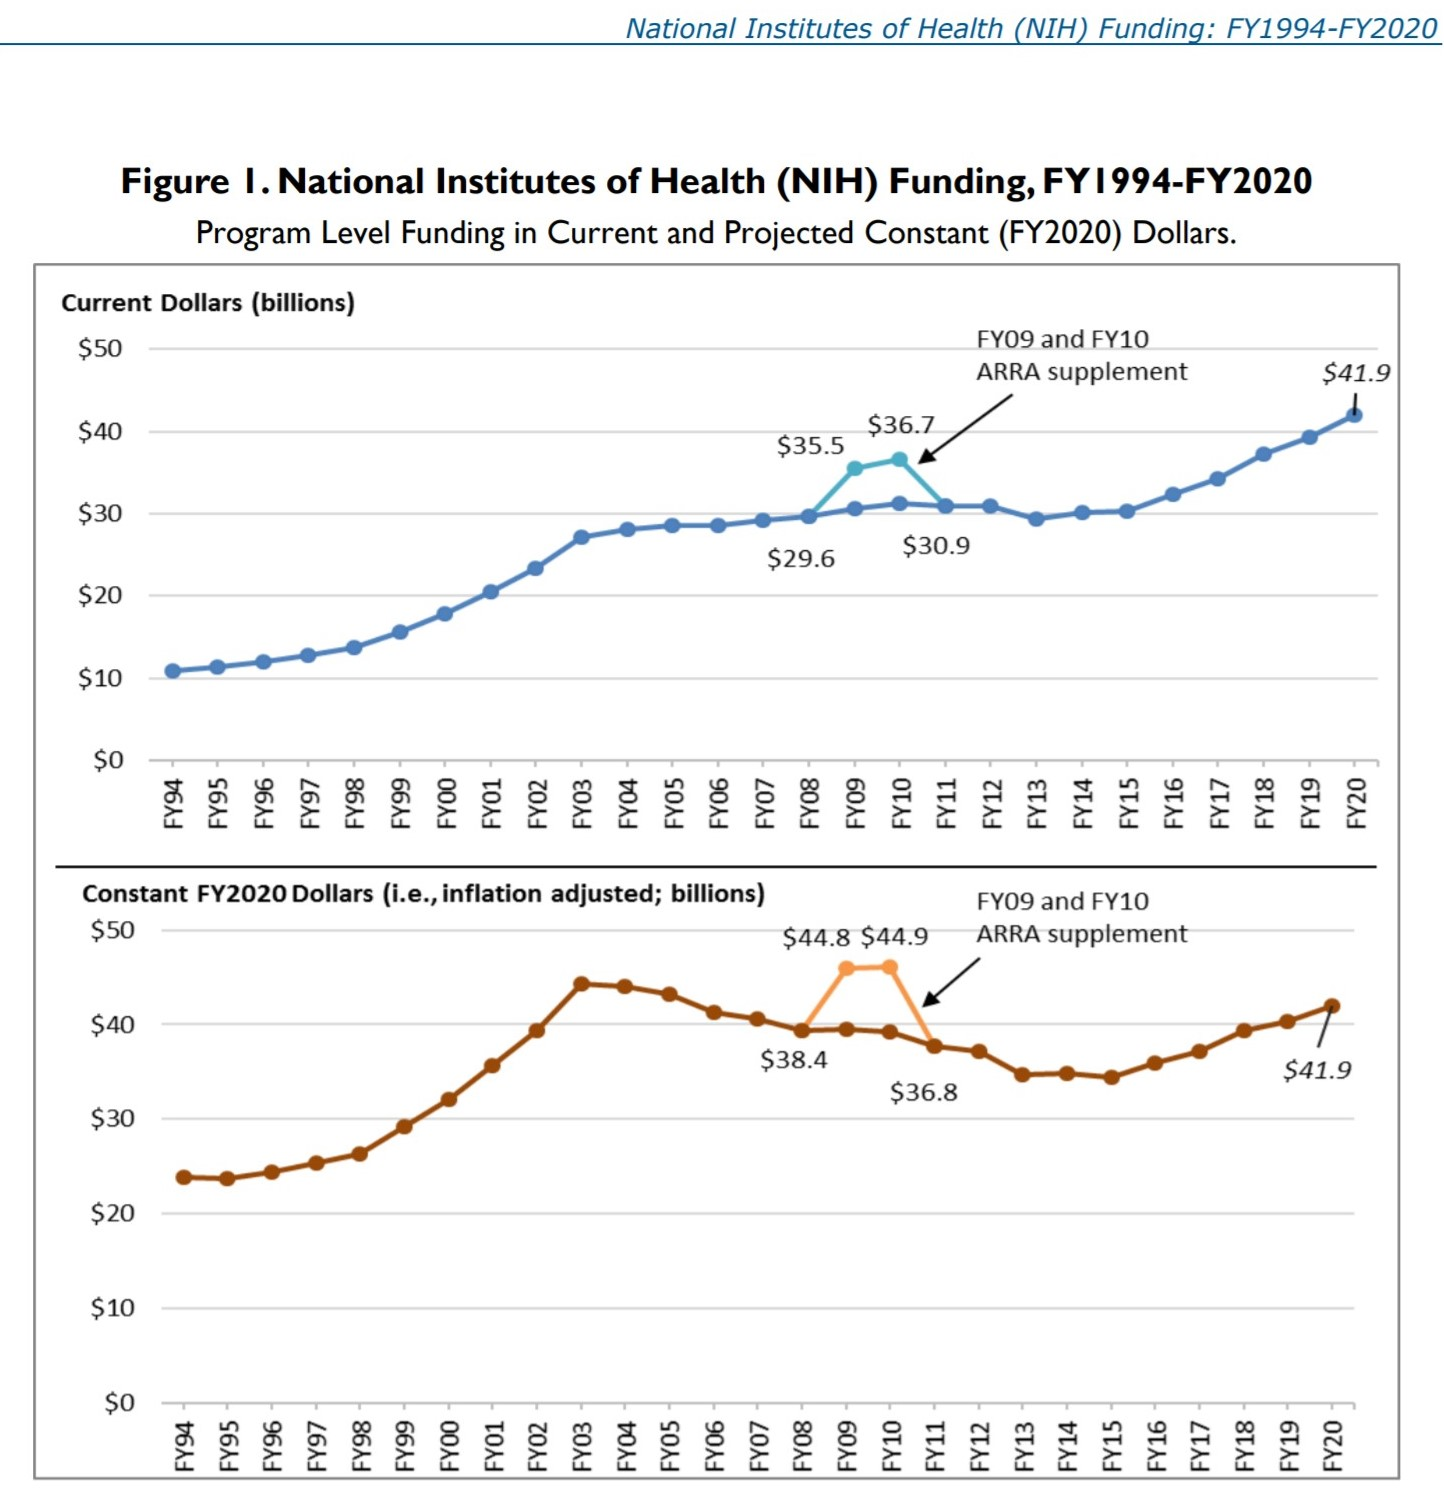 National Institutes of Health (NIH) Funding: FY1994-FY2020
Figure 1. National Institutes of Health (NIH) Funding, FY1994-FY2020
Program Level Funding in Current and Projected Constant (FY2020) Dollars.
Current Dollars (billions)
FY09 and FY10
ARRA supplement
$50
$40
$30
$20
$10
$0
$35.5
$36.7
$41.9
$29.6
$30.9
FY94 FY95 FY96 FY97 FY98 FY99 FY00 FY01 FY02 FY03 FY04 FY05 FY06 FY07 FY08 FY09 FY10 FY11 FY12 FY13 FY14 FY15 FY16 FY17 FY18 FY19 FY20
Constant FY2020 Dollars (i.e., inflation adjusted; billions)
FY09 and FY10
ARRA supplement
$50
$40
$30
$20
$10
$0
$44.8 $44.9
$38.4
$36.8
$41.9
FY94 FY95 FY96 FY97 FY98 FY99 FY00 FY01 FY02 FY03 FY04 FY05 FY06 FY07 FY08 FY09 FY10 FY11 FY12 FY13 FY14 FY15 FY16 FY17 FY18 FY19 FY20